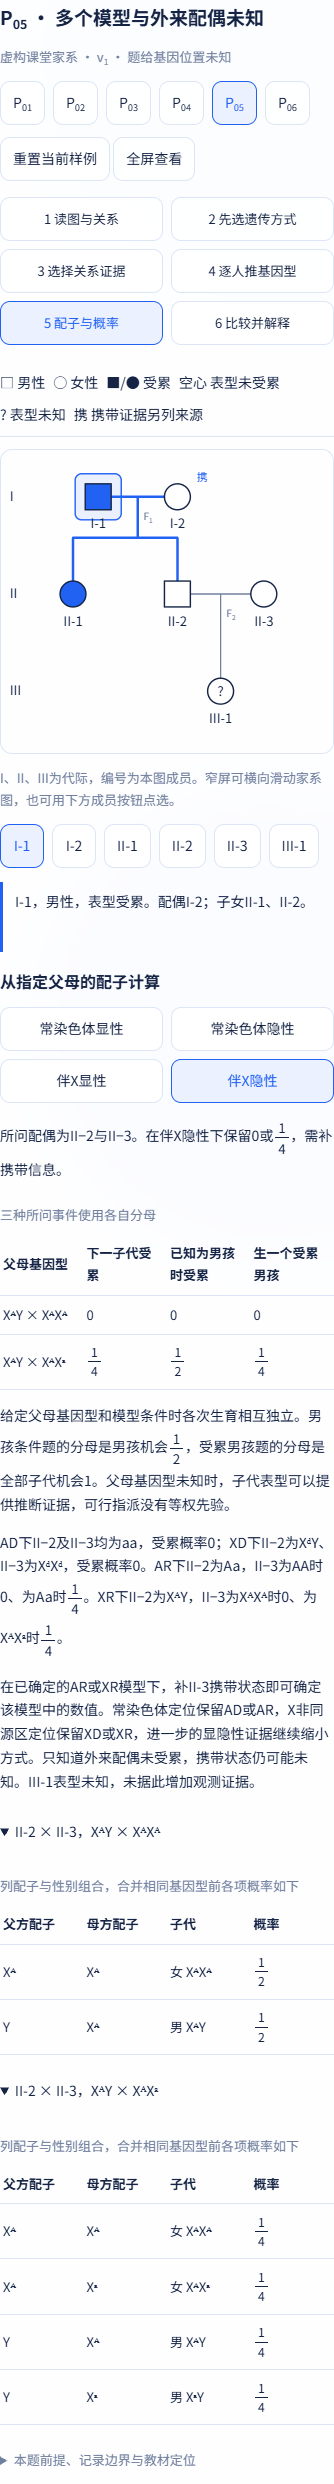 P₀₅ · 多个模型与外来配偶未知
虚构课堂家系 · v₁ · 题给基因位置未知
P₀₁ P₀₂ P₀₃ P₀₄ P₀₅ P₀₆
重置当前样例 全屏查看
1 读图与关系 2 先选遗传方式
3 选择关系证据 4 逐人推基因型
5 配子与概率 6 比较并解释
□ 男性 ○ 女性 ■/● 受累 空心 表型未受累
? 表型未知 携 携带证据另列来源
携
I
I-1 F₁ I-2
II
II-1 II-2 F₂ II-3
III
?
III-1
I、II、III为代际，编号为本图成员。窄屏可横向滑动家系
图，也可用下方成员按钮点选。
I-1 I-2 II-1 II-2 II-3 III-1
I-1，男性，表型受累。配偶I-2；子女II-1、II-2。
从指定父母的配子计算
常染色体显性 常染色体隐性
伴X显性 伴X隐性
所问配偶为II−2与II−3。在伴X隐性下保留0或1/4，需补
携带信息。
三种所问事件使用各自分母
父母基因型 下一子代受累 已知为男孩时受累 生一个受累男孩
XᴬY × XᴬXᴬ 0 0 0
XᴬY × XᴬXᵃ 1/4 1/2 1/4
给定父母基因型和模型条件时各次生育相互独立。男
孩条件题的分母是男孩机会1/2，受累男孩题的分母是
全部子代机会1。父母基因型未知时，子代表型可以提
供推断证据，可行指派没有等权先验。
AD下II−2及II−3均为aa，受累概率0；XD下II−2为XᵃY、
II−3为XᵃXᵃ，受累概率0。AR下II−2为Aa，II−3为AA时
0、为Aa时1/4。XR下II−2为XᴬY，II−3为XᴬXᴬ时0、为
XᴬXᵃ时1/4。
在已确定的AR或XR模型下，补II-3携带状态即可确定
该模型中的数值。常染色体定位保留AD或AR，X非同
源区定位保留XD或XR，进一步的显隐性证据继续缩小
方式。只知道外来配偶未受累，携带状态仍可能未
知。III-1表型未知，未据此增加观测证据。
▼ II-2 × II-3，XᴬY × XᴬXᴬ
列配子与性别组合，合并相同基因型前各项概率如下
父方配子 母方配子 子代 概率
Xᴬ Xᴬ 女 XᴬXᴬ 1/2
Y Xᴬ 男 XᴬY 1/2
▼ II-2 × II-3，XᴬY × XᴬXᵃ
列配子与性别组合，合并相同基因型前各项概率如下
父方配子 母方配子 子代 概率
Xᴬ Xᴬ 女 XᴬXᴬ 1/4
Xᴬ Xᵃ 女 XᴬXᵃ 1/4
Y Xᴬ 男 XᴬY 1/4
Y Xᵃ 男 XᵃY 1/4
▶ 本题前提、记录边界与教材定位